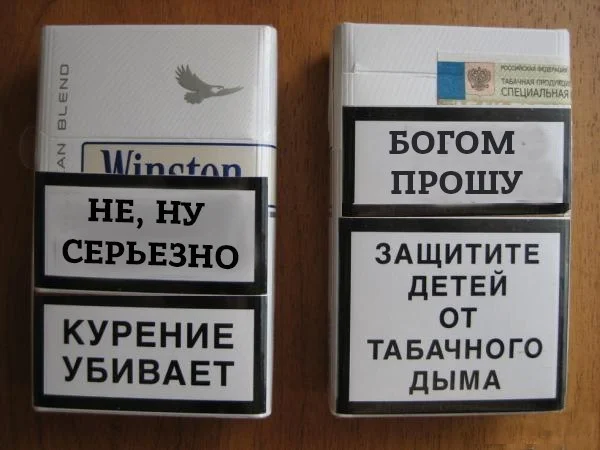 AN BLEND
Winston
НЕ, НУ
СЕРЬЕЗНО
КУРЕНИЕ
УБИВАЕТ
РОССИЙСКАЯ ФЕДЕРАЦИЯ
ТАБАЧНАЯ ПРОДУКЦИЯ
СПЕЦИАЛЬНАЯ
БОГОМ
ПРОШУ
ЗАЩИТИТЕ
ДЕТЕЙ
ОТ
ТАБАЧНОГО
ДЫМА